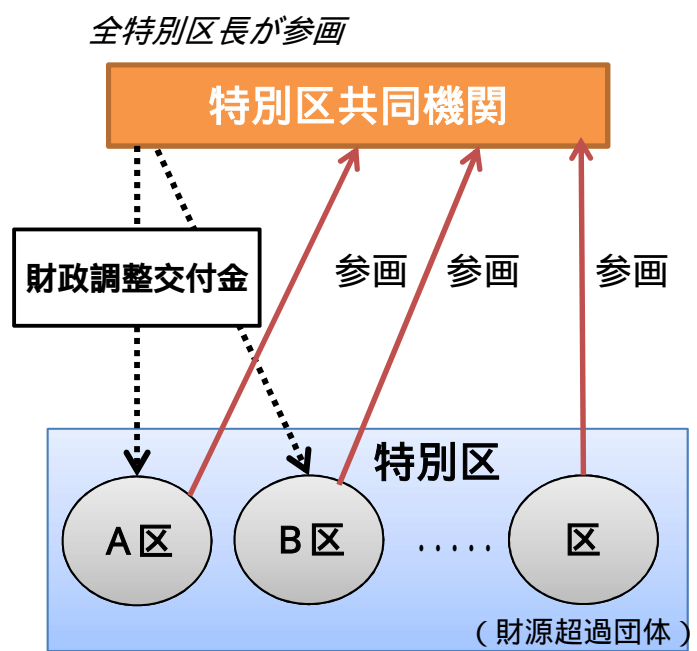 全特別区長が参画
特別区共同機関
財政調整交付金
参画
参画
参画
特別区
A区
B区
.....
区
(財源超過団体)